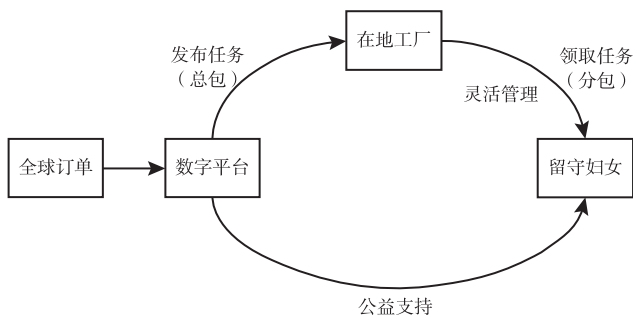 在地工厂
发布任务
（总包）
领取任务
（分包）
灵活管理
全球订单
数字平台
留守妇女
公益支持